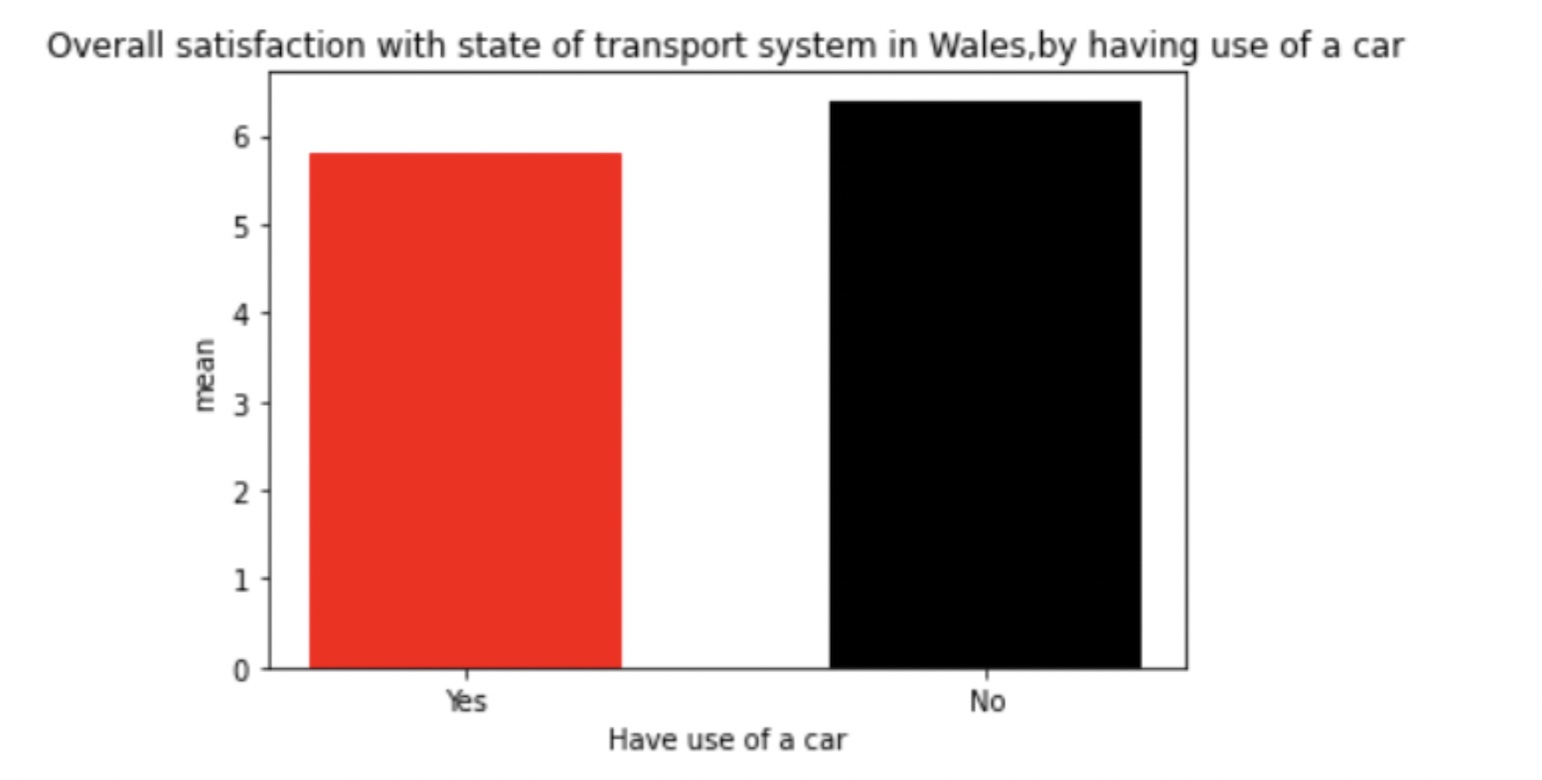 Overall satisfaction with state of transport system in Wales,by having use of a car
6
5
4
3
2
1
0
mean
Yes
No
Have use of a car